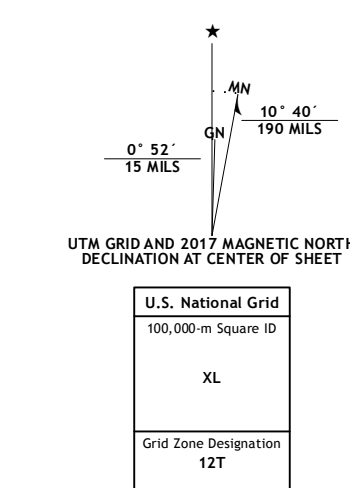 ★
MN
10° 40´
190 MILS
GN
0° 52´
15 MILS
UTM GRID AND 2017 MAGNETIC NORTH
DECLINATION AT CENTER OF SHEET
U.S. National Grid
100,000-m Square ID
XL
Grid Zone Designation
12T